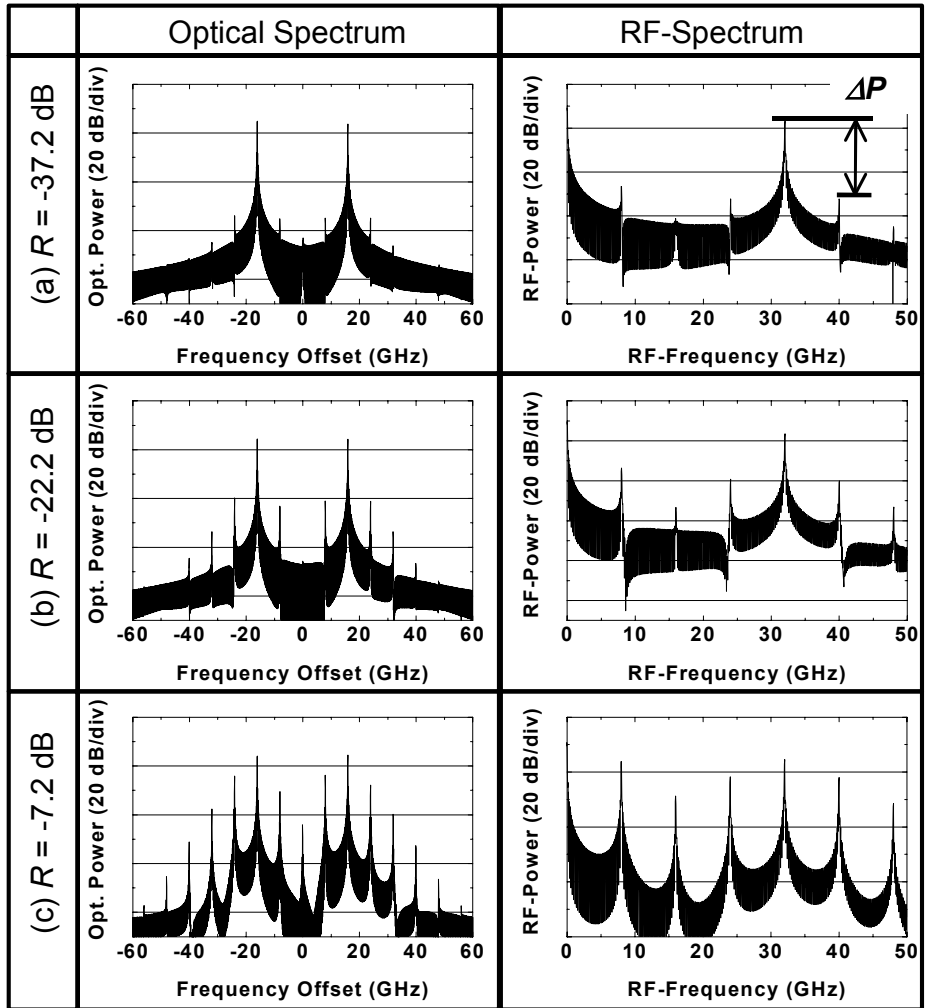 Optical Spectrum
RF-Spectrum
(a) R = -37.2 dB
Opt. Power (20 dB/div)
-60 -40 -20 0 20 40 60
Frequency Offset (GHz)
RF-Power (20 dB/div)
ΔP
0 10 20 30 40 50
RF-Frequency (GHz)
(b) R = -22.2 dB
Opt. Power (20 dB/div)
-60 -40 -20 0 20 40 60
Frequency Offset (GHz)
RF-Power (20 dB/div)
0 10 20 30 40 50
RF-Frequency (GHz)
(c) R = -7.2 dB
Opt. Power (20 dB/div)
-60 -40 -20 0 20 40 60
Frequency Offset (GHz)
RF-Power (20 dB/div)
0 10 20 30 40 50
RF-Frequency (GHz)